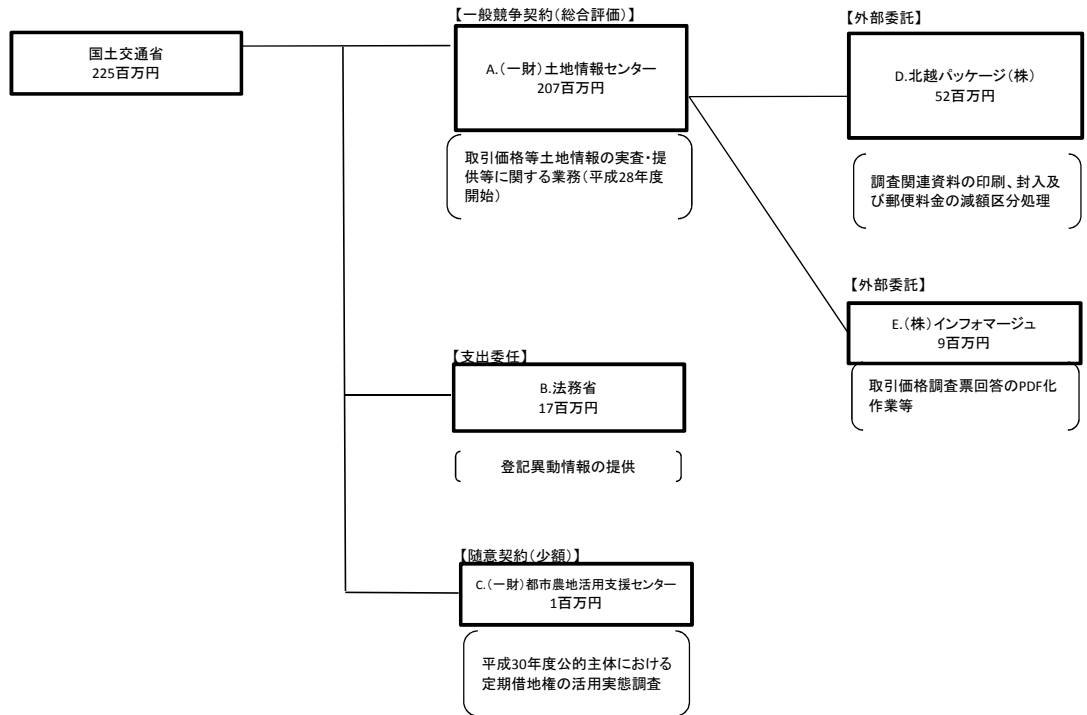 国土交通省
225百万円
【一般競争契約（総合評価）】
A.（一財）土地情報センター
207百万円
取引価格等土地情報の実査・提
供等に関する業務（平成28年度
開始）
【外部委託】
D.北越パッケージ（株）
52百万円
調査関連資料の印刷、封入及
び郵便料金の減額区分処理
【外部委託】
E.（株）インフォマージュ
9百万円
取引価格調査票回答のPDF化
作業等
【支出委任】
B.法務省
17百万円
登記異動情報の提供
【随意契約（少額）】
C.（一財）都市農地活用支援センター
1百万円
平成30年度公的主体における
定期借地権の活用実態調査